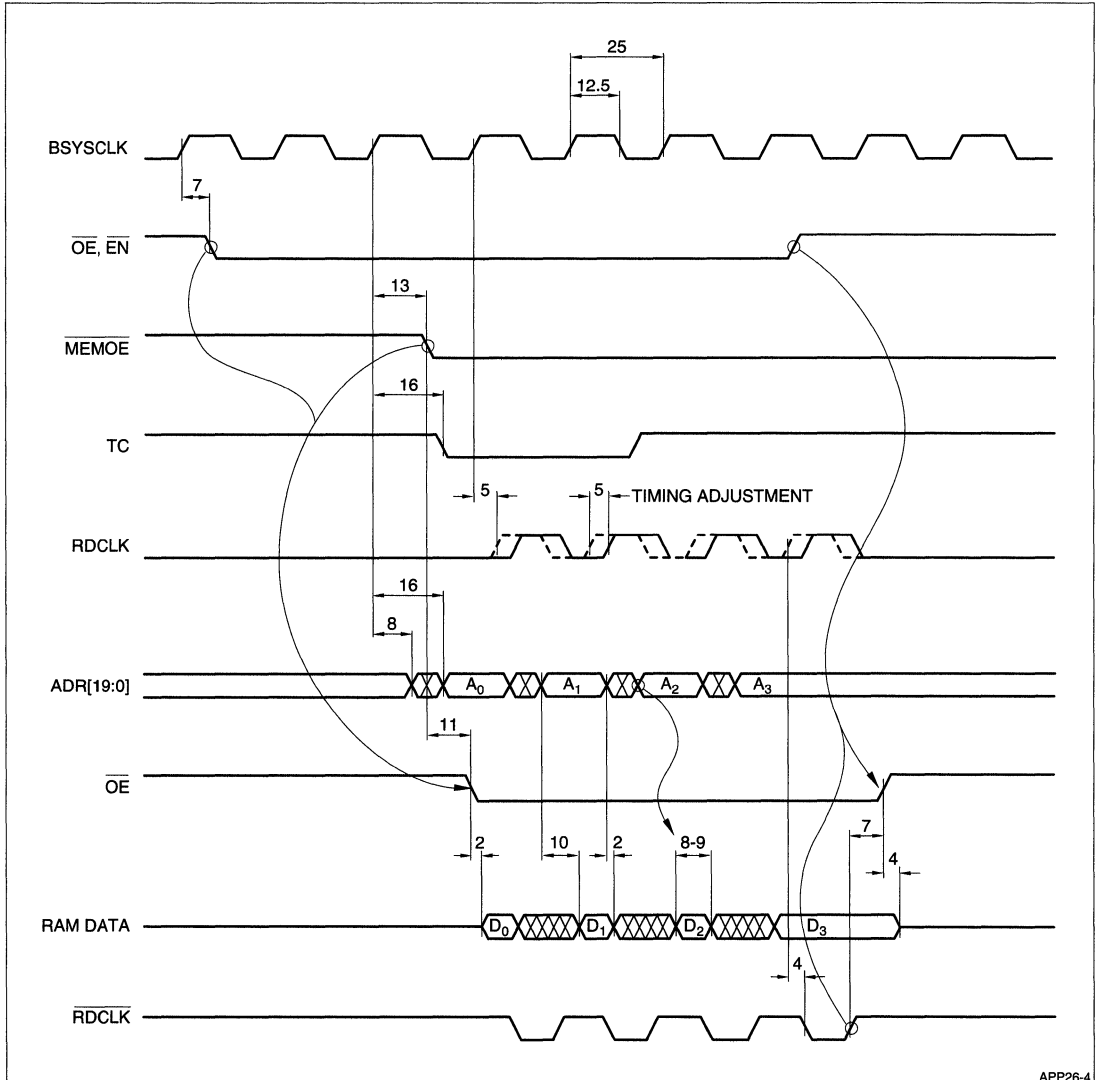 25
12.5
BSYSCLK
7
OE, EN
13
MEMOE
16
TC
5
5
TIMING ADJUSTMENT
RDCLK
16
8
ADR[19:0]
A0
A1
A2
A3
11
OE
2
10
2
8-9
7
4
RAM DATA
D0
D1
D2
D3
4
RDCLK
APP26-4